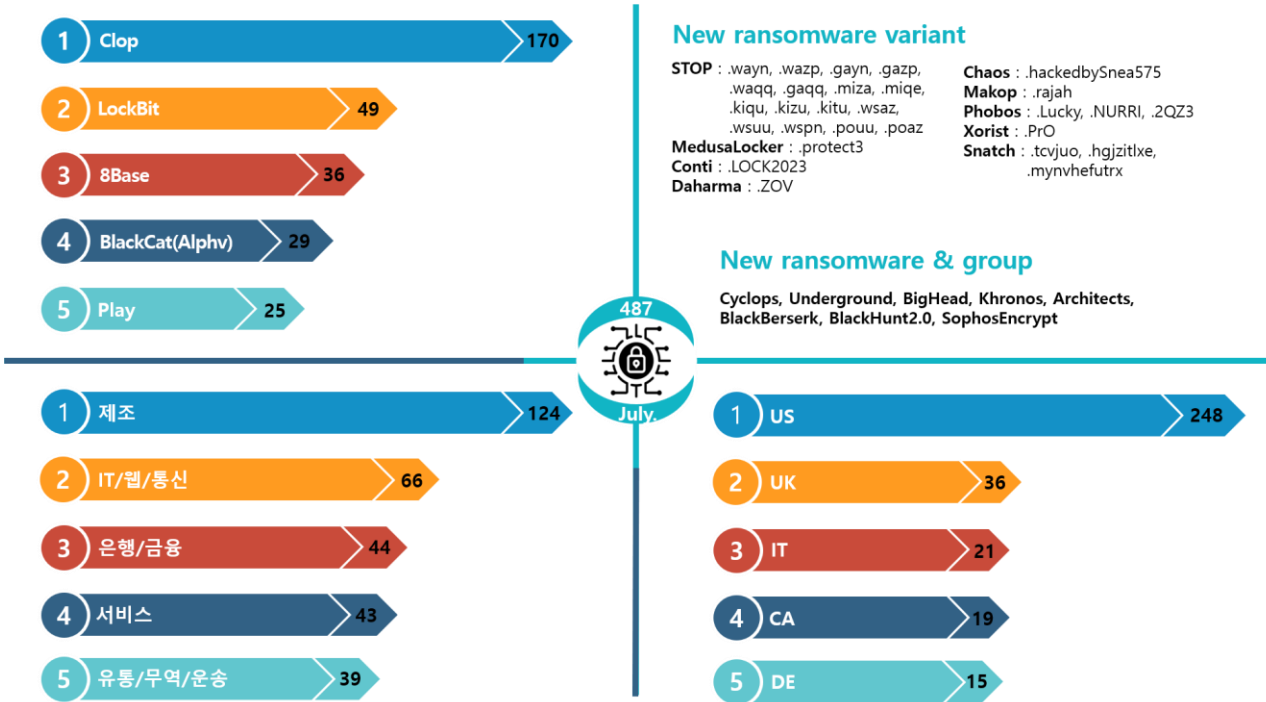 1 Clop 170
2 LockBit 49
3 8Base 36
4 BlackCat(Alphv) 29
5 Play 25
New ransomware variant
STOP : .wayn, .wazp, .gayn, .gazp,
.waqq, .gaqq, .miza, .miqe,
.kiqu, .kizu, .kitu, .wsaz,
.wsuu, .wspn, .pouu, .poaz
MedusaLocker : .protect3
Conti : .LOCK2023
Daharma : .ZOV
Chaos : .hackedbySnea575
Makop : .rajah
Phobos : .Lucky, .NURRI, .2QZ3
Xorist : .PrO
Snatch : .tcvjuo, .hgjzitlxe,
.mynvhefutrx
New ransomware & group
Cyclops, Underground, BigHead, Khronos, Architects,
BlackBerserk, BlackHunt2.0, SophosEncrypt
487
July.
1 제조 124
2 IT/웹/통신 66
3 은행/금융 44
4 서비스 43
5 유통/무역/운송 39
1 US 248
2 UK 36
3 IT 21
4 CA 19
5 DE 15